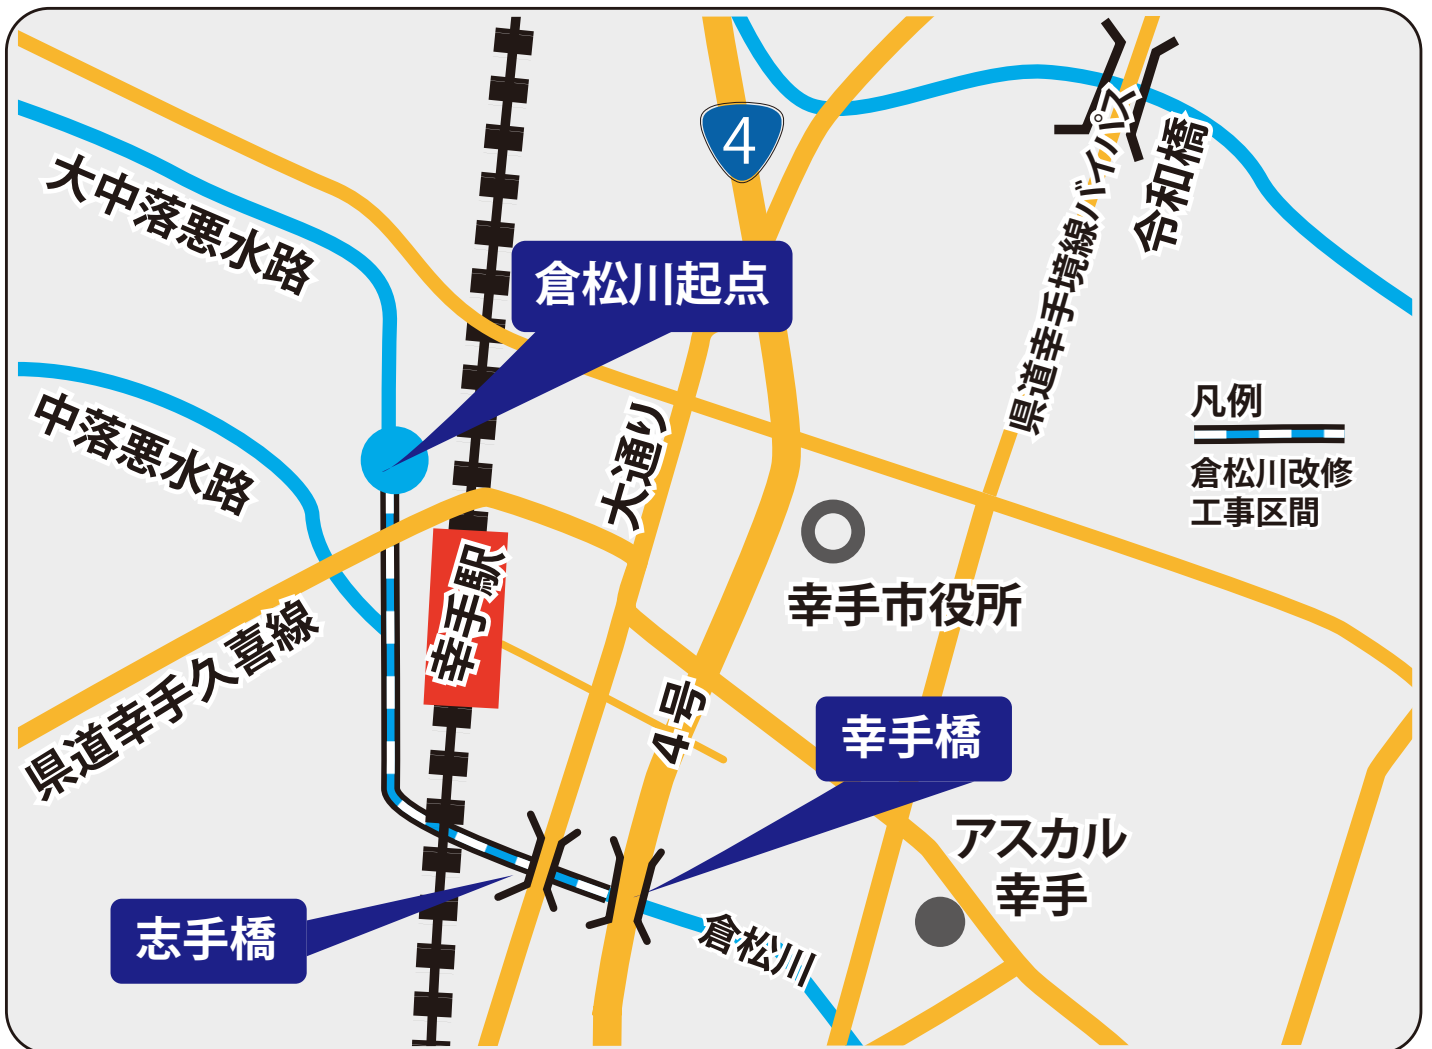 4
大中落悪水路
県道幸手境線バイパス
令和橋
倉松川起点
中落悪水路
大通り
凡例
倉松川改修
工事区間
幸手駅
幸手市役所
県道幸手久喜線
4号
幸手橋
アスカル
幸手
志手橋
倉松川